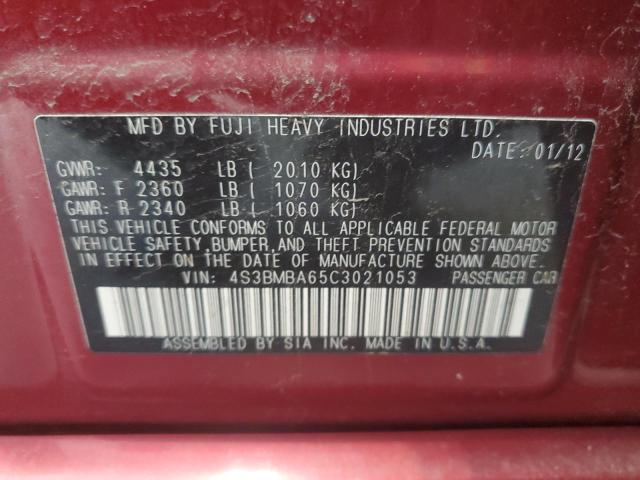 MFD BY FUJI HEAVY INDUSTRIES LTD.
DATE: 01/12
GVWR: 4435 LB ( 2010 KG)
GAWR: F 2360 LB ( 1070 KG)
GAWR: R 2340 LB ( 1060 KG)
THIS VEHICLE CONFORMS TO ALL APPLICABLE FEDERAL MOTOR
VEHICLE SAFETY, BUMPER, AND THEFT PREVENTION STANDARDS
IN EFFECT ON THE DATE OF MANUFACTURE SHOWN ABOVE.
VIN: 4S3BMBA65C3021053 PASSENGER CAR
ASSEMBLED BY SIA INC. MADE IN U.S.A.